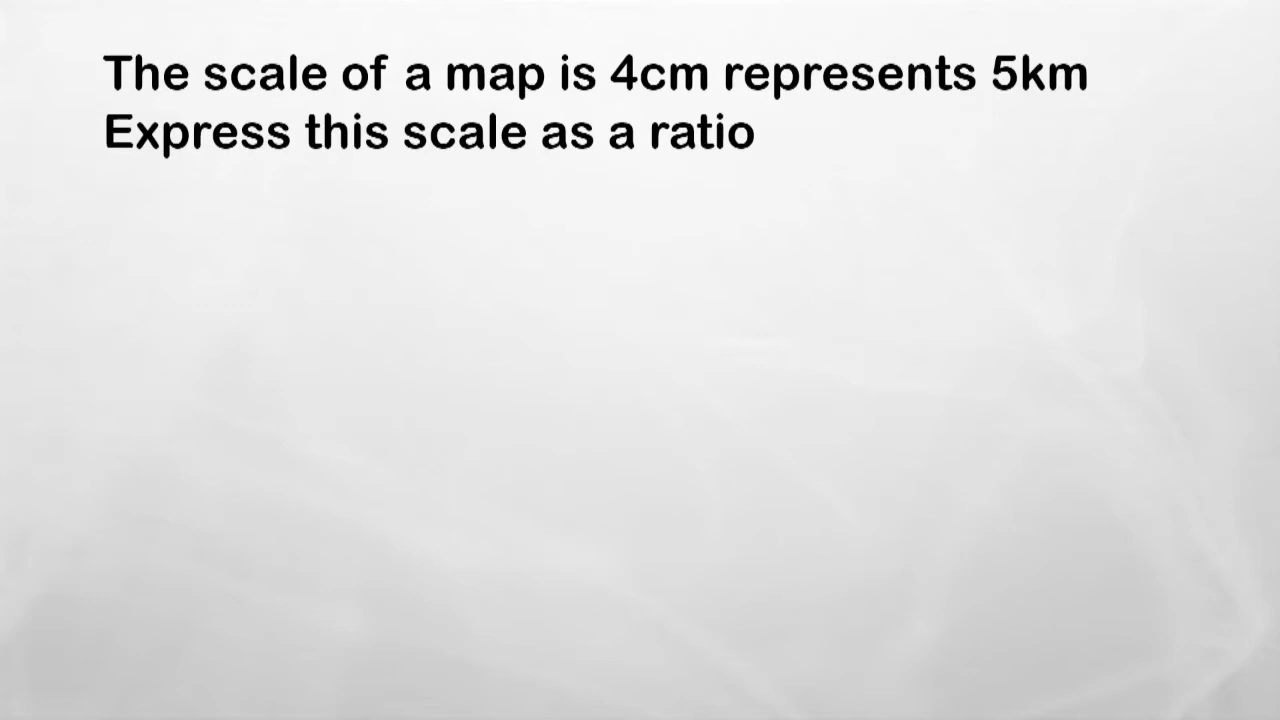 The scale of a map is 4cm represents 5km
Express this scale as a ratio